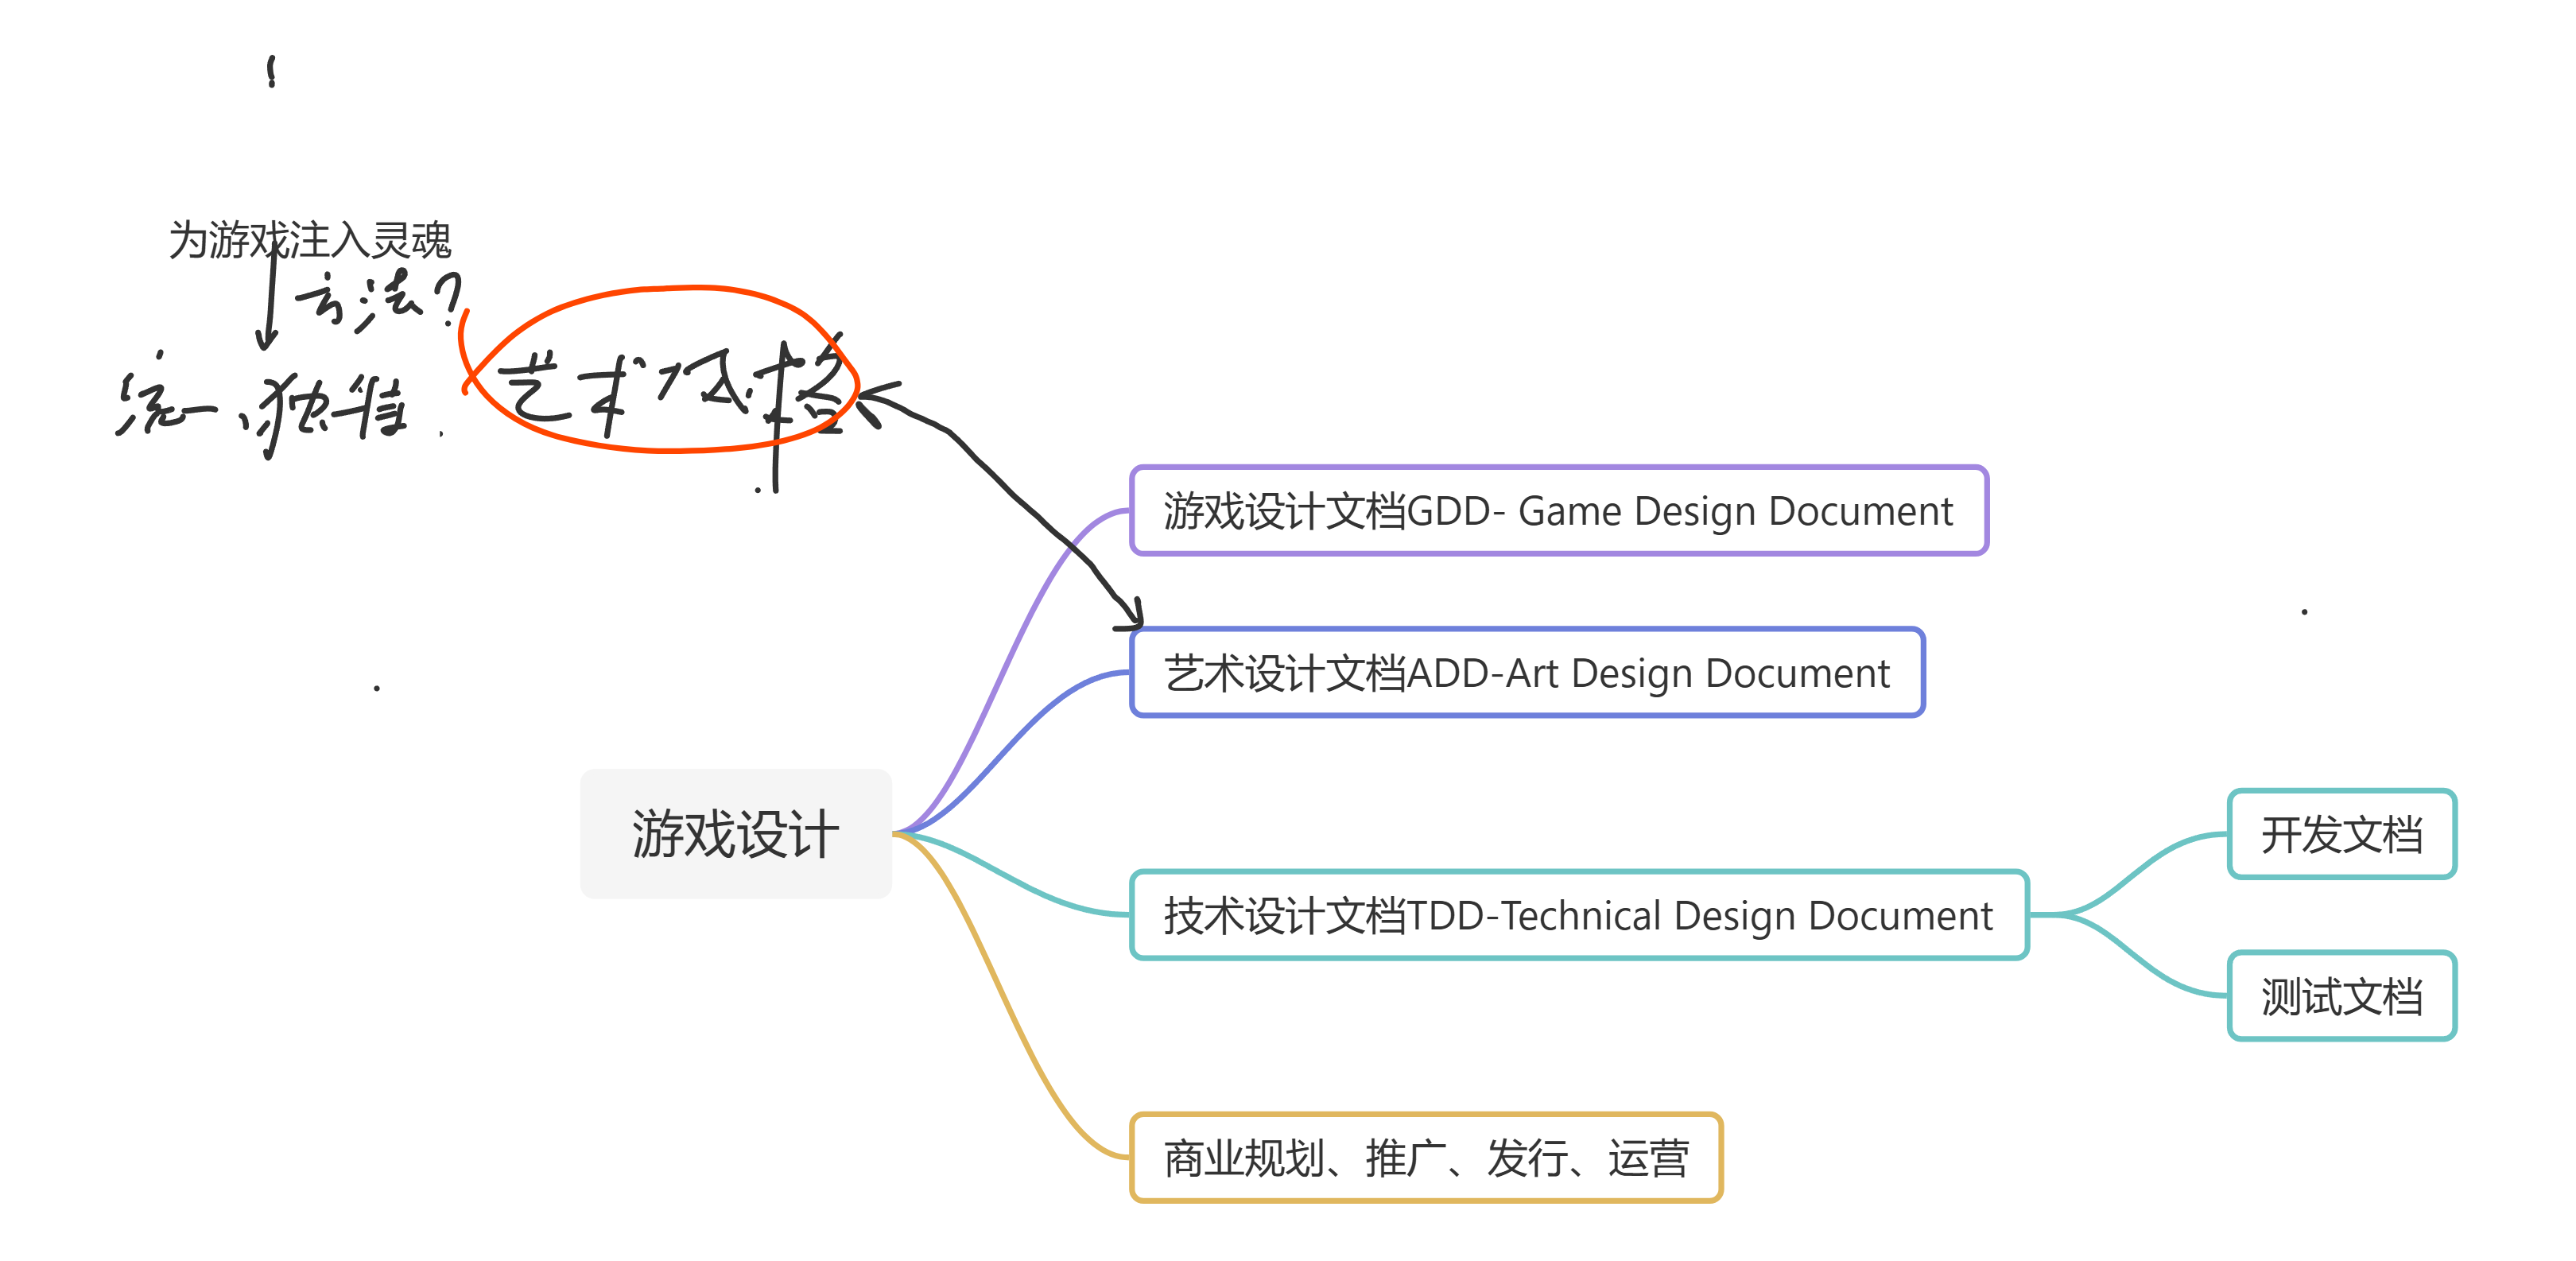 为游戏注入灵魂
方法?
统一、独特
艺术风格
游戏设计文档GDD- Game Design Document
艺术设计文档ADD-Art Design Document
游戏设计
开发文档
技术设计文档TDD-Technical Design Document
测试文档
商业规划、推广、发行、运营